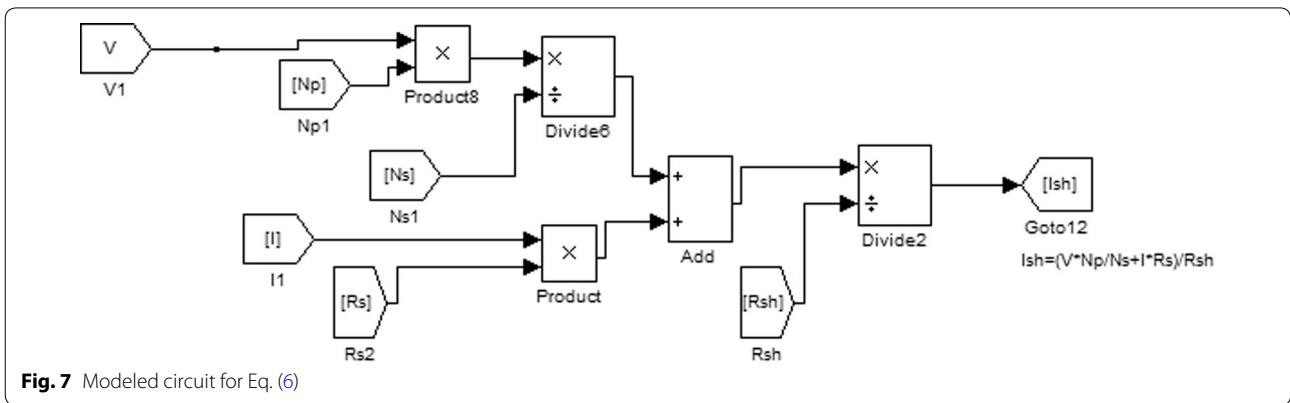 V
V1
[Np]
Np1
×
Product8
×
÷
Divide6
[Ns]
Ns1
[I]
I1
[Rs]
Rs2
×
Product
+
+
Add
[Rsh]
Rsh
×
÷
Divide2
[Ish]
Goto12
Ish=(V*Np/Ns+I*Rs)/Rsh
Fig. 7 Modeled circuit for Eq. (6)